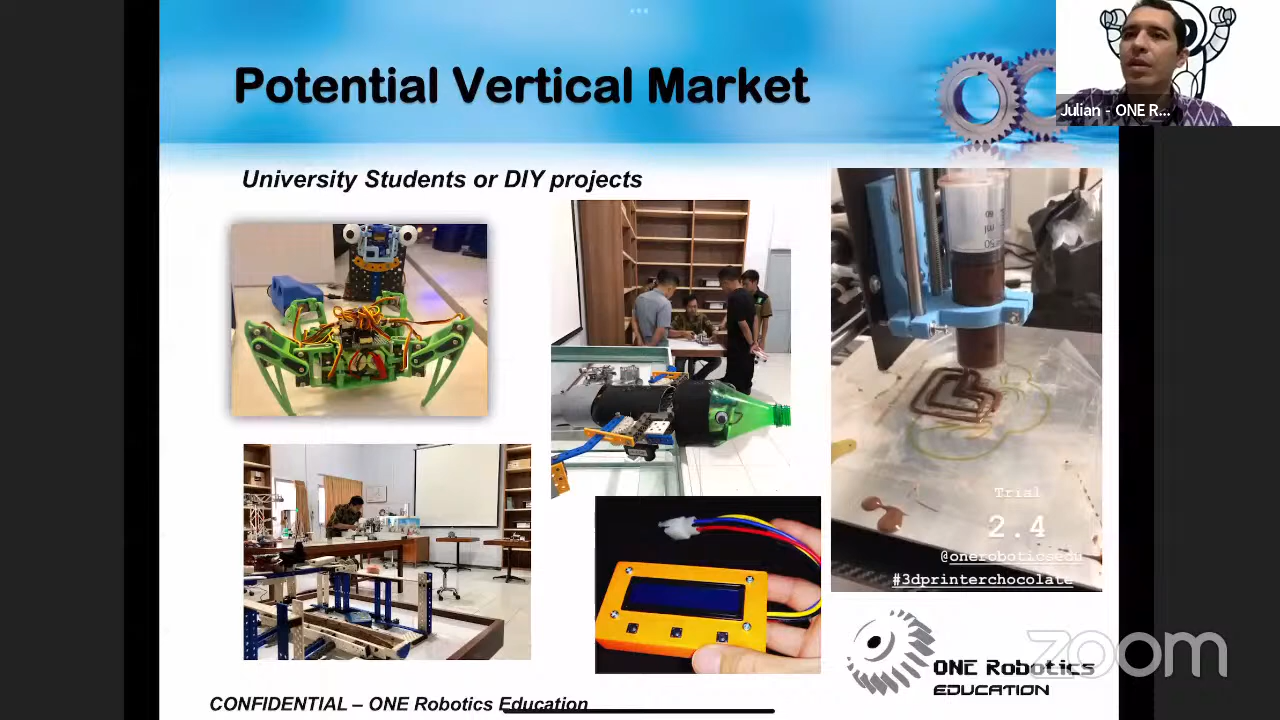 Potential Vertical Market
Julian - ONE R...
University Students or DIY projects
Trial
2.4
@oneroboticsedu
#3dprinterchocolate
ONE Robotics
EDUCATION
zoom
CONFIDENTIAL – ONE Robotics Education